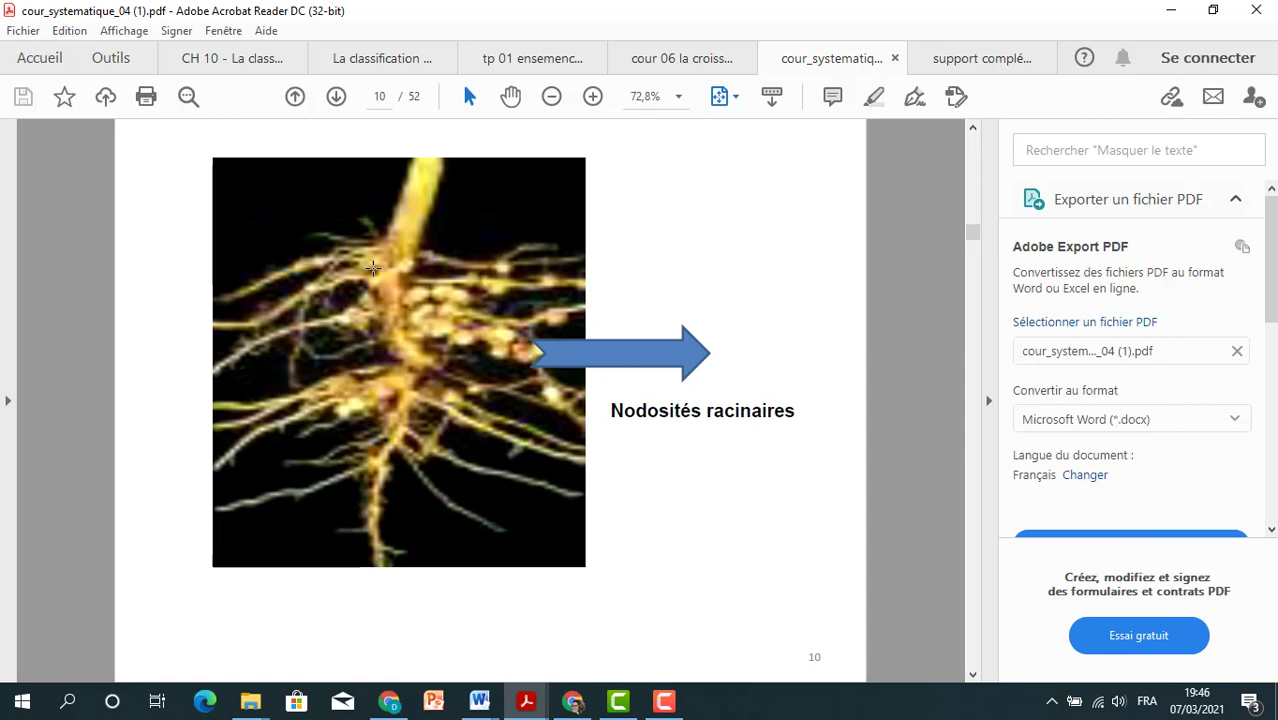 cour_systematique_04 (1).pdf - Adobe Acrobat Reader DC (32-bit)
Fichier Edition Affichage Signer Fenêtre Aide
Accueil Outils CH 10 - La class... La classification ... tp 01 ensemenc... cour 06 la croiss... cour_systematiq... × support complé... Se connecter
10 / 52 72,8%
Rechercher "Masquer le texte"
Exporter un fichier PDF
Adobe Export PDF
Convertissez des fichiers PDF au format
Word ou Excel en ligne.
Sélectionner un fichier PDF
cour_system..._04 (1).pdf
Convertir au format
Microsoft Word (*.docx)
Langue du document :
Français Changer
Créez, modifiez et signez
des formulaires et contrats PDF
Essai gratuit
Nodosités racinaires
10
FRA
19:46
07/03/2021
3